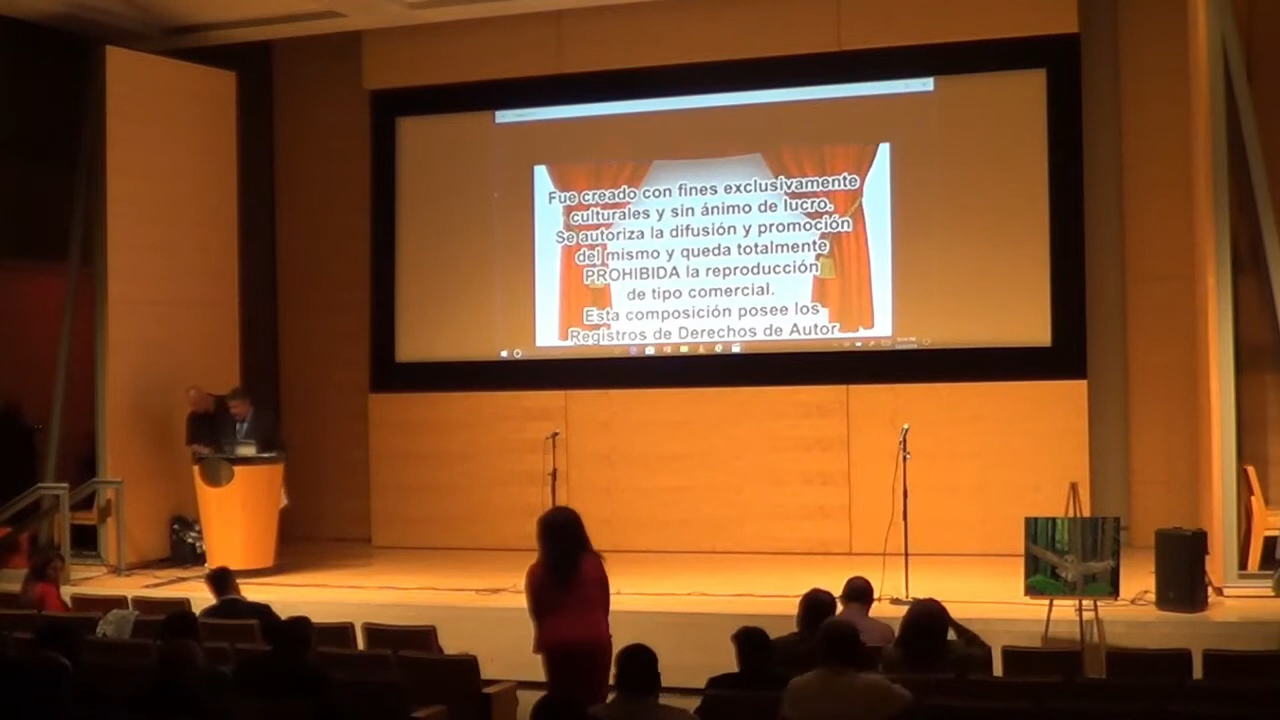 Fue creado con fines exclusivamente
culturales y sin ánimo de lucro.
Se autoriza la difusión y promoción
del mismo y queda totalmente
PROHIBIDA la reproducción
de tipo comercial.
Esta composición posee los
Registros de Derechos de Autor